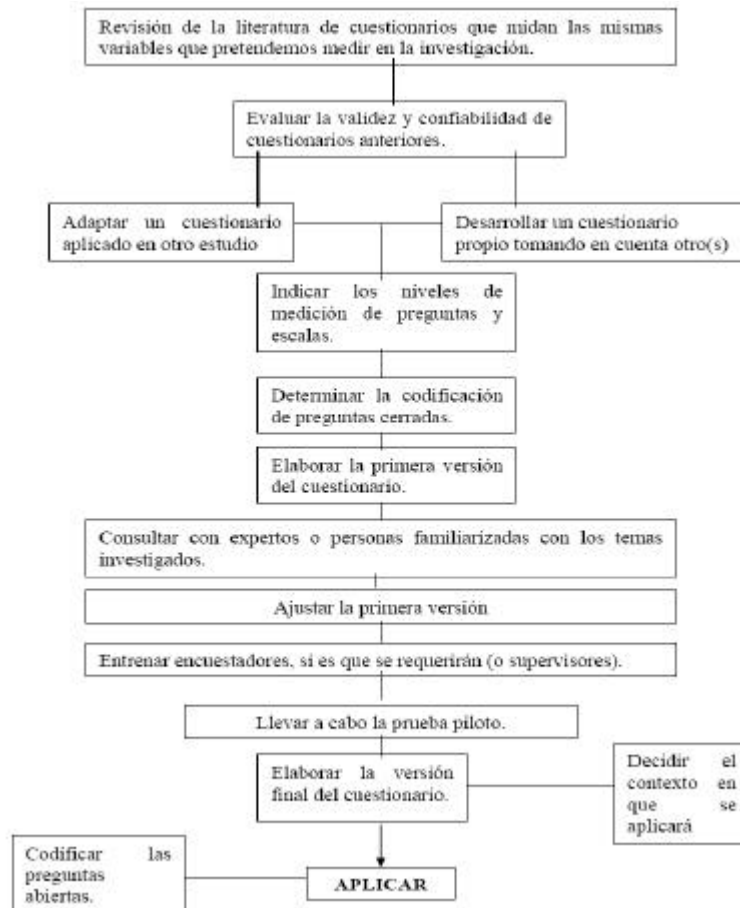 Revisión de la literatura de cuestionarios que midan las mismas
variables que pretendemos medir en la investigación.
Evaluar la validez y confiabilidad de
cuestionarios anteriores.
Adaptar un cuestionario
aplicado en otro estudio
Desarrollar un cuestionario
propio tomando en cuenta otro(s)
Indicar los niveles de
medición de preguntas y
escalas.
Determinar la codificación
de preguntas cerradas.
Elaborar la primera versión
del cuestionario.
Consultar con expertos o personas familiarizadas con los temas
investigados.
Ajustar la primera versión
Entrenar encuestadores, si es que se requerirán (o supervisores).
Llevar a cabo la prueba piloto.
Elaborar la versión
final del cuestionario.
Decidir el
contexto en
que se
aplicará
Codificar las
preguntas
abiertas.
APLICAR